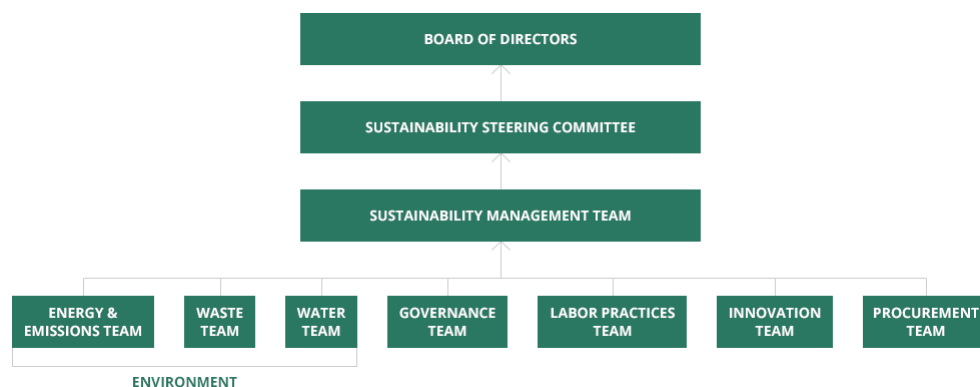 BOARD OF DIRECTORS
SUSTAINABILITY STEERING COMMITTEE
SUSTAINABILITY MANAGEMENT TEAM
ENERGY &
EMISSIONS TEAM
WASTE
TEAM
WATER
TEAM
GOVERNANCE
TEAM
LABOR PRACTICES
TEAM
INNOVATION
TEAM
PROCUREMENT
TEAM
ENVIRONMENT